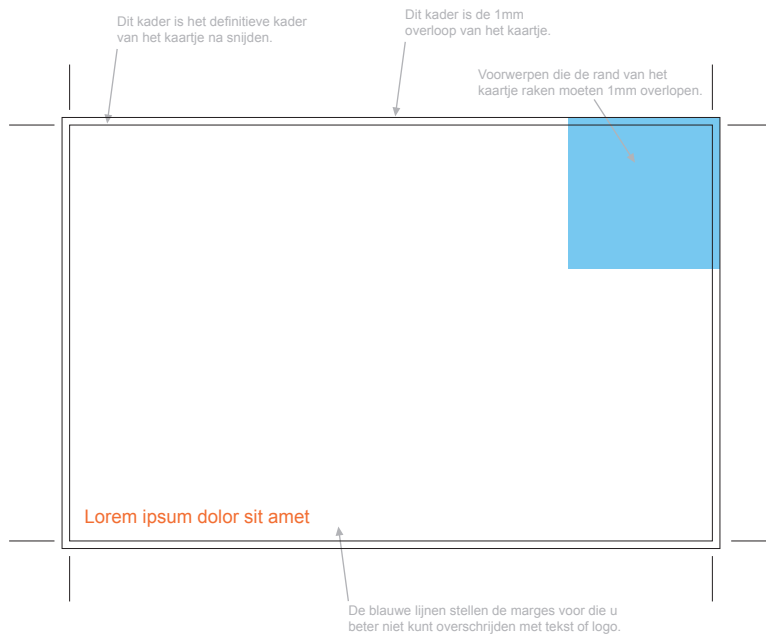 Dit kader is het definitieve kader
van het kaartje na snijden.
Dit kader is de 1mm
overloop van het kaartje.
Voorwerpen die de rand van het
kaartje raken moeten 1mm overlopen.
Lorem ipsum dolor sit amet
De blauwe lijnen stellen de marges voor die u
beter niet kunt overschrijden met tekst of logo.